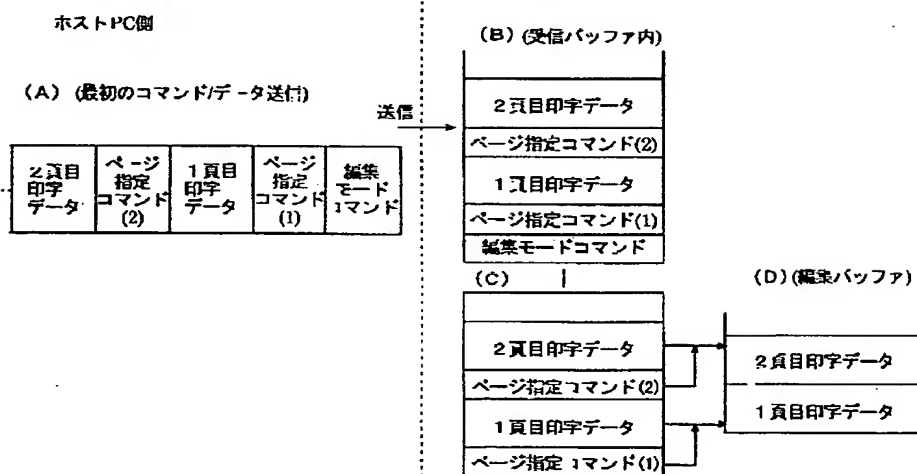 ホストPC側
(A) (最初のコマンド/データ送信)
2頁目
印字
データ
ページ
指定
コマンド
(2)
1頁目
印字
データ
ページ
指定
コマンド
(1)
編集
モード
コマンド
送信
(B) (受信バッファ内)
2頁目印字データ
ページ指定コマンド(2)
1頁目印字データ
ページ指定コマンド(1)
編集モードコマンド
(C)
2頁目印字データ
ページ指定コマンド(2)
1頁目印字データ
ページ指定コマンド(1)
(D) (編集バッファ)
2頁目印字データ
1頁目印字データ